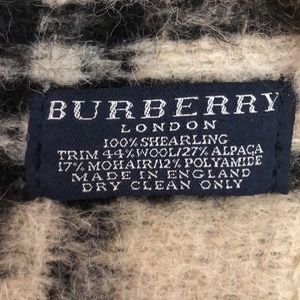 BURBERRY
LONDON
100% SHEARLING
TRIM 44% WOOL/27% ALPACA
17% MOHAIR/12% POLYAMIDE
MADE IN ENGLAND
DRY CLEAN ONLY